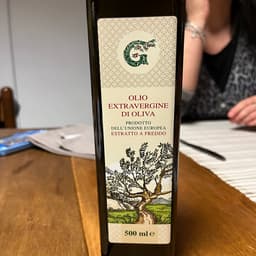 G
OLIO
EXTRAVERGINE
DI OLIVA
PRODOTTO
DELL'UNIONE EUROPEA
ESTRATTO A FREDDO
500 ml e